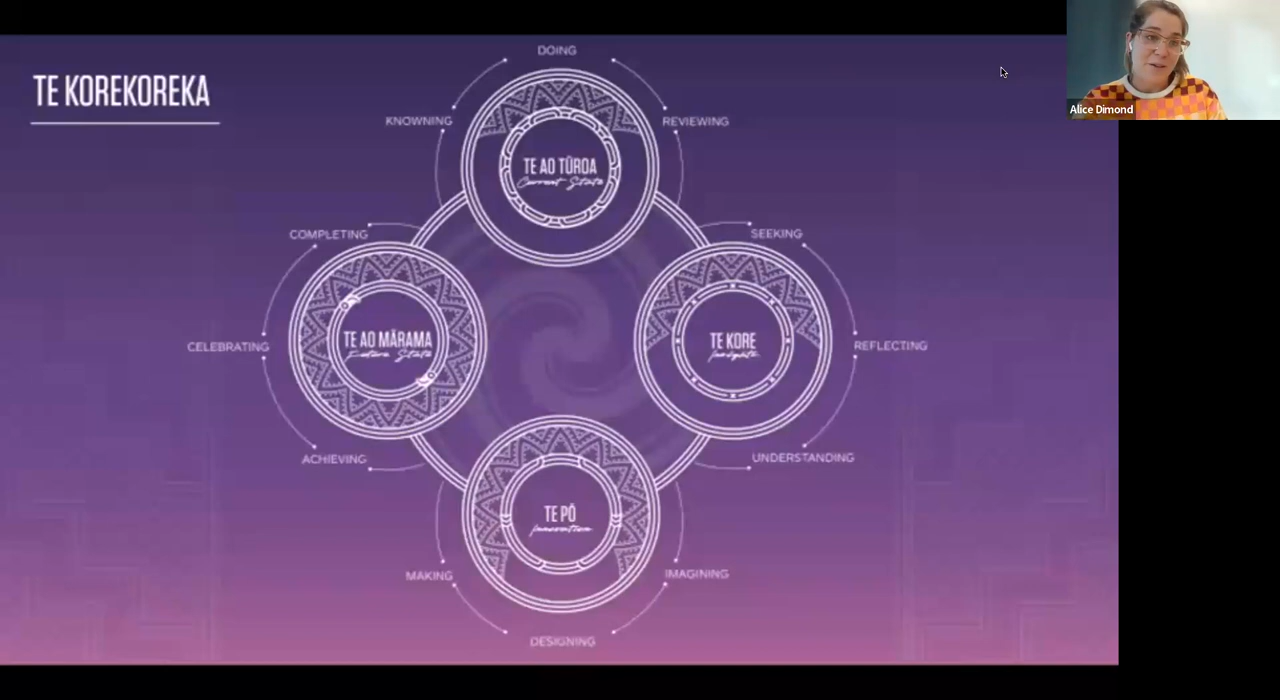 Alice Dimond
TE KOREKOREKA
DOING
KNOWNING
REVIEWING
TE AO TŪROA
Current State
COMPLETING
SEEKING
TE AO MĀRAMA
Future State
TE KORE
Insights
CELEBRATING
REFLECTING
ACHIEVING
UNDERSTANDING
TE PŌ
Innovation
MAKING
IMAGINING
DESIGNING